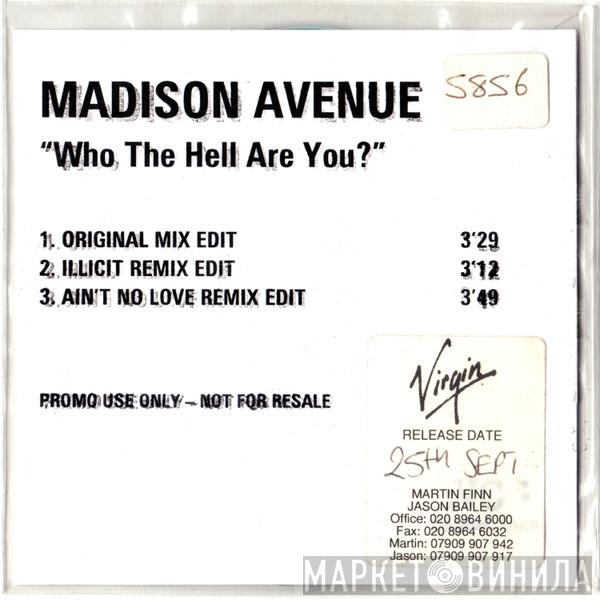 MADISON AVENUE
5856
"Who The Hell Are You?"
1. ORIGINAL MIX EDIT 3'29
2. ILLICIT REMIX EDIT 3'12
3. AIN'T NO LOVE REMIX EDIT 3'49
PROMO USE ONLY – NOT FOR RESALE
Virgin
RELEASE DATE
25TH SEPT
MARTIN FINN
JASON BAILEY
Office: 020 8964 6000
Fax: 020 8964 6032
Martin: 07909 907 942
Jason: 07909 907 917
МАРКЕТ ВИНИЛА